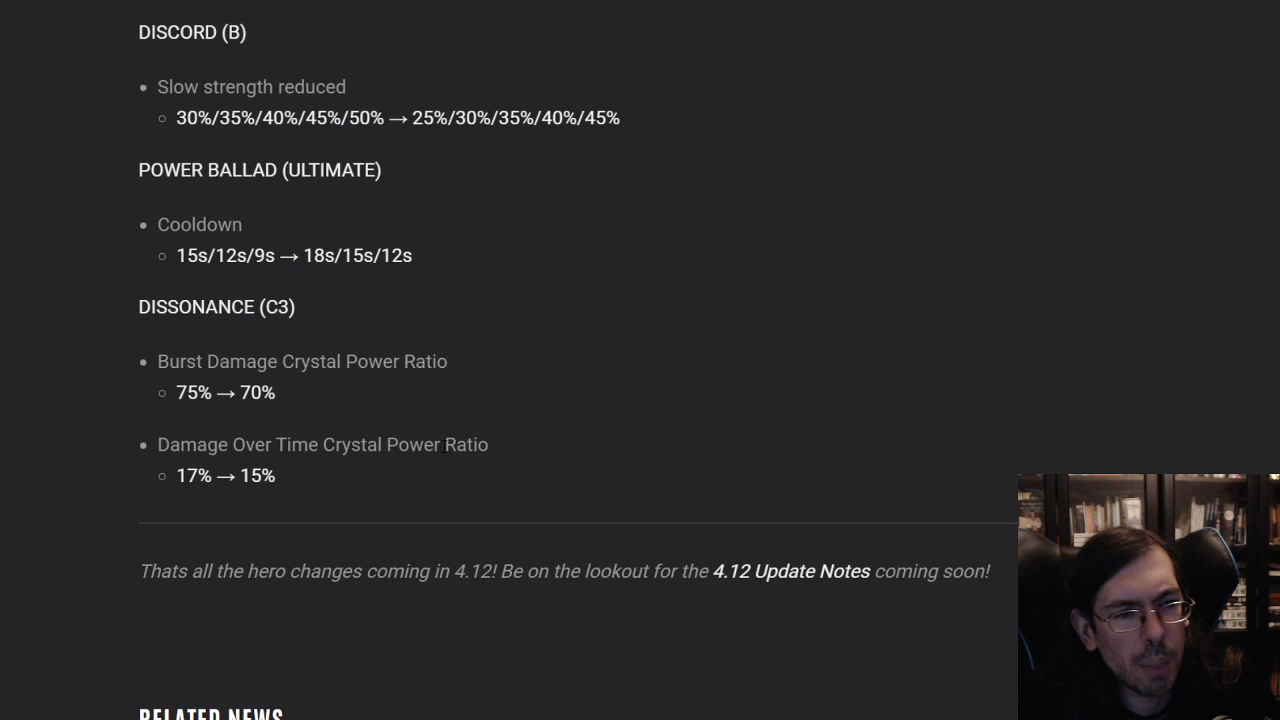 DISCORD (B)
• Slow strength reduced
○ 30%/35%/40%/45%/50% → 25%/30%/35%/40%/45%
POWER BALLAD (ULTIMATE)
• Cooldown
○ 15s/12s/9s → 18s/15s/12s
DISSONANCE (C3)
• Burst Damage Crystal Power Ratio
○ 75% → 70%
• Damage Over Time Crystal Power Ratio
○ 17% → 15%
Thats all the hero changes coming in 4.12! Be on the lookout for the 4.12 Update Notes coming soon!
RELATED NEWS